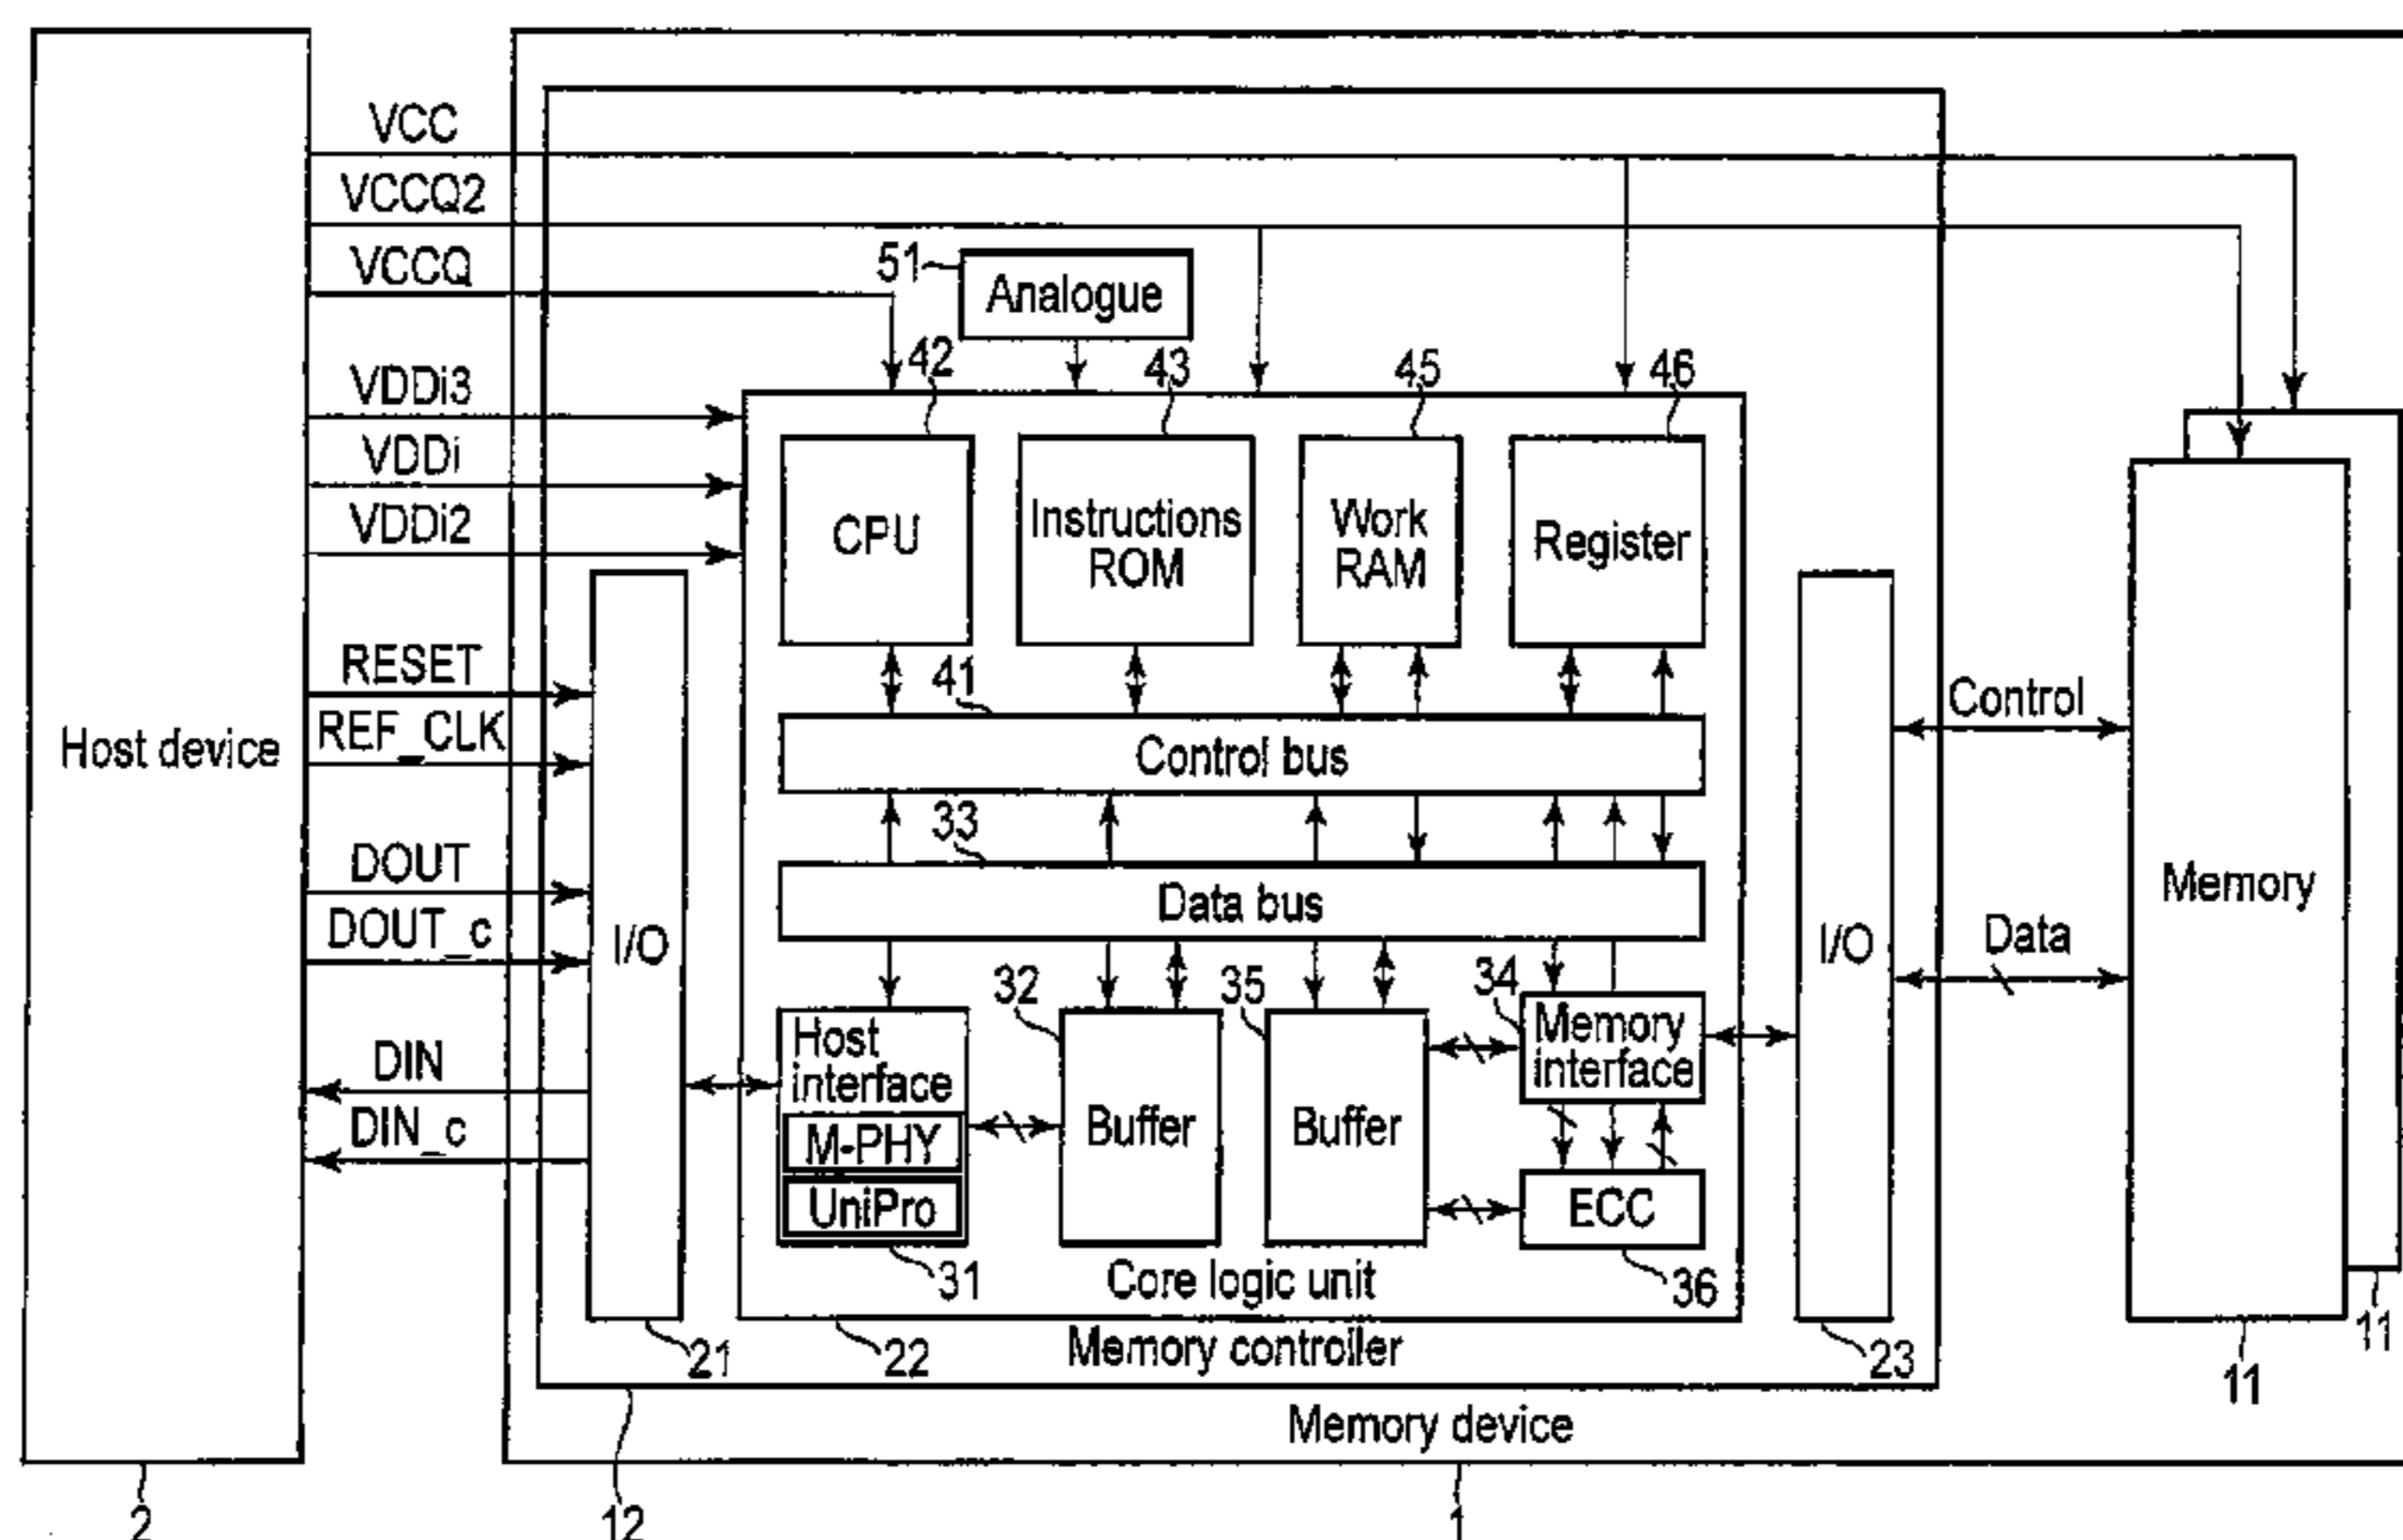 VCC
VCCQ2
VCCQ
VDDi3
VDDi
VDDi2
RESET
REF_CLK
DOUT
DOUT_c
DIN
DIN_c
Host device
2
51
Analogue
42
43
45
46
CPU
Instructions
ROM
Work
RAM
Register
41
Control bus
33
Data bus
I/O
32
35
34
Host
interface
M-PHY
UniPro
Buffer
Buffer
Memory
interface
ECC
31
36
Core logic unit
21
22
Memory controller
I/O
23
Control
Data
Memory
11
11
Memory device
12
1